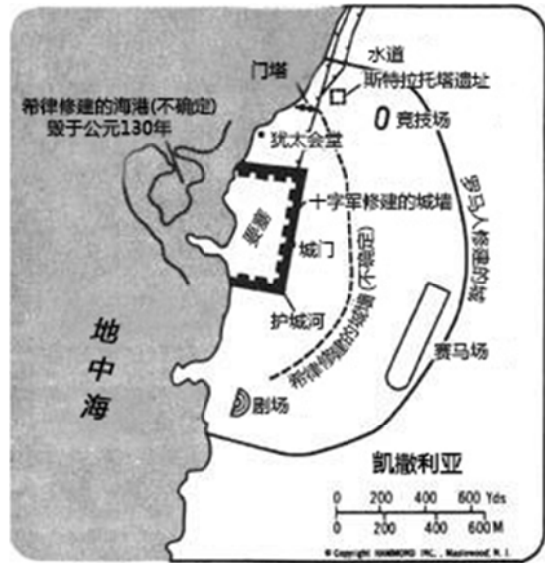 水道
门塔
斯特拉托塔遗址
希律修建的海港(不确定)
毁于公元130年
竞技场
犹太会堂
十字军修建的城墙
要塞
罗马人修建的城
城门
希律修建的城墙(不确定)
护城河
地中海
赛马场
剧场
凯撒利亚
0 200 400 600 Yds
0 200 400 600 M
© Copyright HAMMOND INC., Maplewood, N. J.